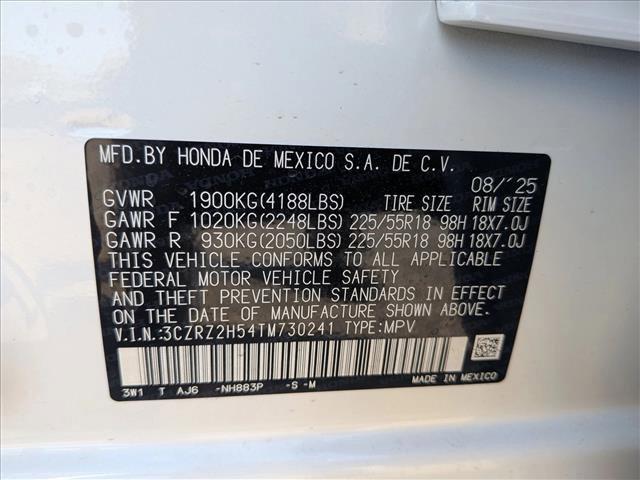 MFD.BY HONDA DE MEXICO S.A. DE C.V.
08/'25
GVWR 1900KG(4188LBS) TIRE SIZE RIM SIZE
GAWR F 1020KG(2248LBS) 225/55R18 98H 18X7.0J
GAWR R 930KG(2050LBS) 225/55R18 98H 18X7.0J
THIS VEHICLE CONFORMS TO ALL APPLICABLE
FEDERAL MOTOR VEHICLE SAFETY
AND THEFT PREVENTION STANDARDS IN EFFECT
ON THE DATE OF MANUFACTURE SHOWN ABOVE.
V.I.N.:3CZRZ2H54TM730241 TYPE:MPV
3W1 T AJ6 -NH883P -S-M MADE IN MEXICO